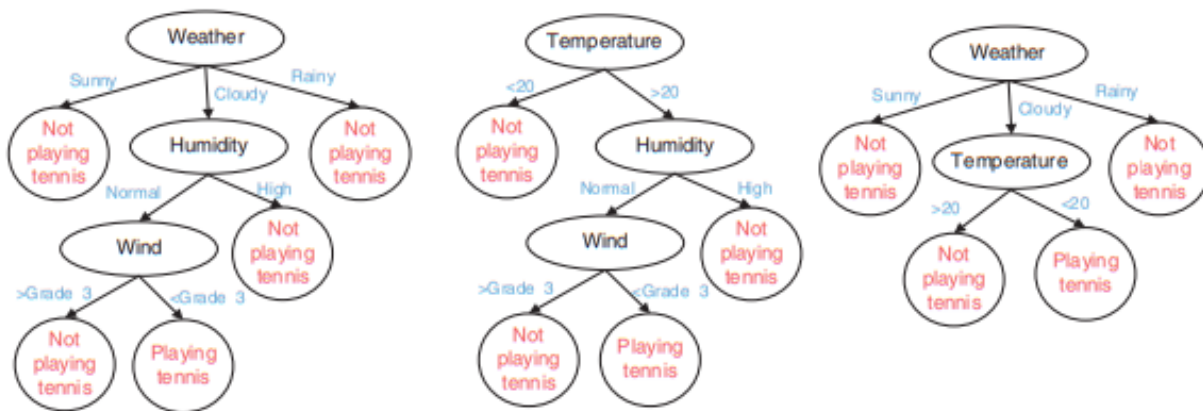 Weather
Sunny
Cloudy
Rainy
Not
playing
tennis
Humidity
Not
playing
tennis
Normal
High
Wind
Not
playing
tennis
>Grade 3
<Grade 3
Not
playing
tennis
Playing
tennis
Temperature
<20
>20
Not
playing
tennis
Humidity
Normal
High
Wind
Not
playing
tennis
>Grade 3
<Grade 3
Not
playing
tennis
Playing
tennis
Weather
Sunny
Cloudy
Rainy
Not
playing
tennis
Temperature
Not
playing
tennis
>20
<20
Not
playing
tennis
Playing
tennis